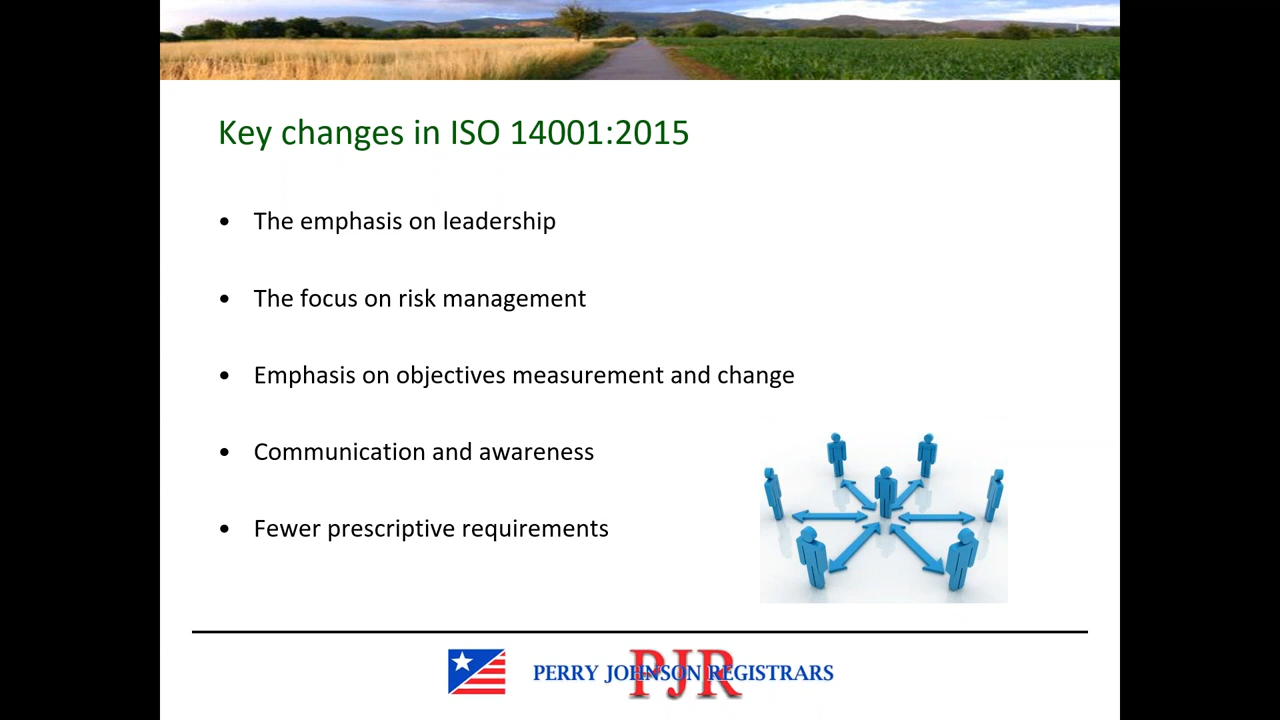 Key changes in ISO 14001:2015
• The emphasis on leadership
• The focus on risk management
• Emphasis on objectives measurement and change
• Communication and awareness
• Fewer prescriptive requirements
PJR
PERRY JOHNSON REGISTRARS